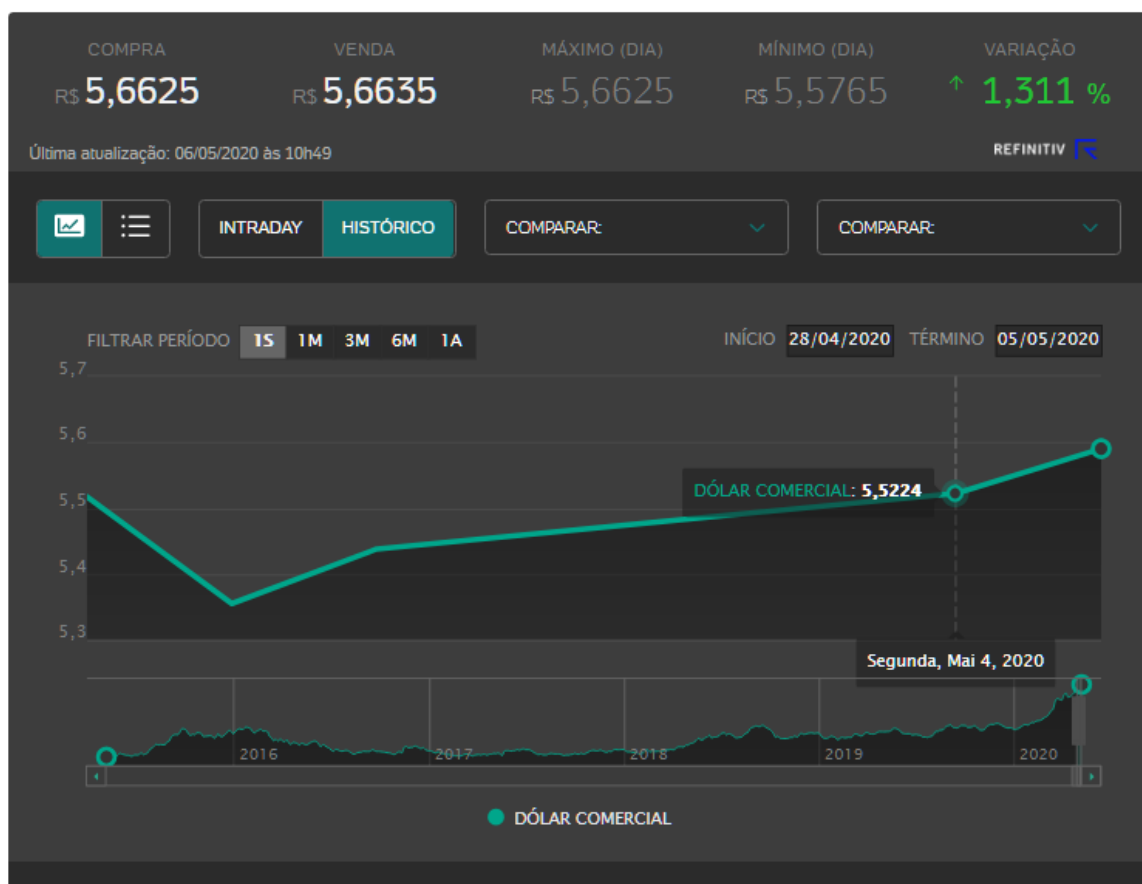 COMPRA VENDA MÁXIMO (DIA) MÍNIMO (DIA) VARIAÇÃO
R$ 5,6625 R$ 5,6635 R$ 5,6625 R$ 5,5765 ↑ 1,311 %
Última atualização: 06/05/2020 às 10h49 REFINITIV
INTRADAY HISTÓRICO COMPARAR: COMPARAR:
FILTRAR PERÍODO 1S 1M 3M 6M 1A INÍCIO 28/04/2020 TÉRMINO 05/05/2020
5,7
5,6
DÓLAR COMERCIAL: 5,5224
5,5
5,4
5,3
Segunda, Mai 4, 2020
2016 2017 2018 2019 2020
DÓLAR COMERCIAL